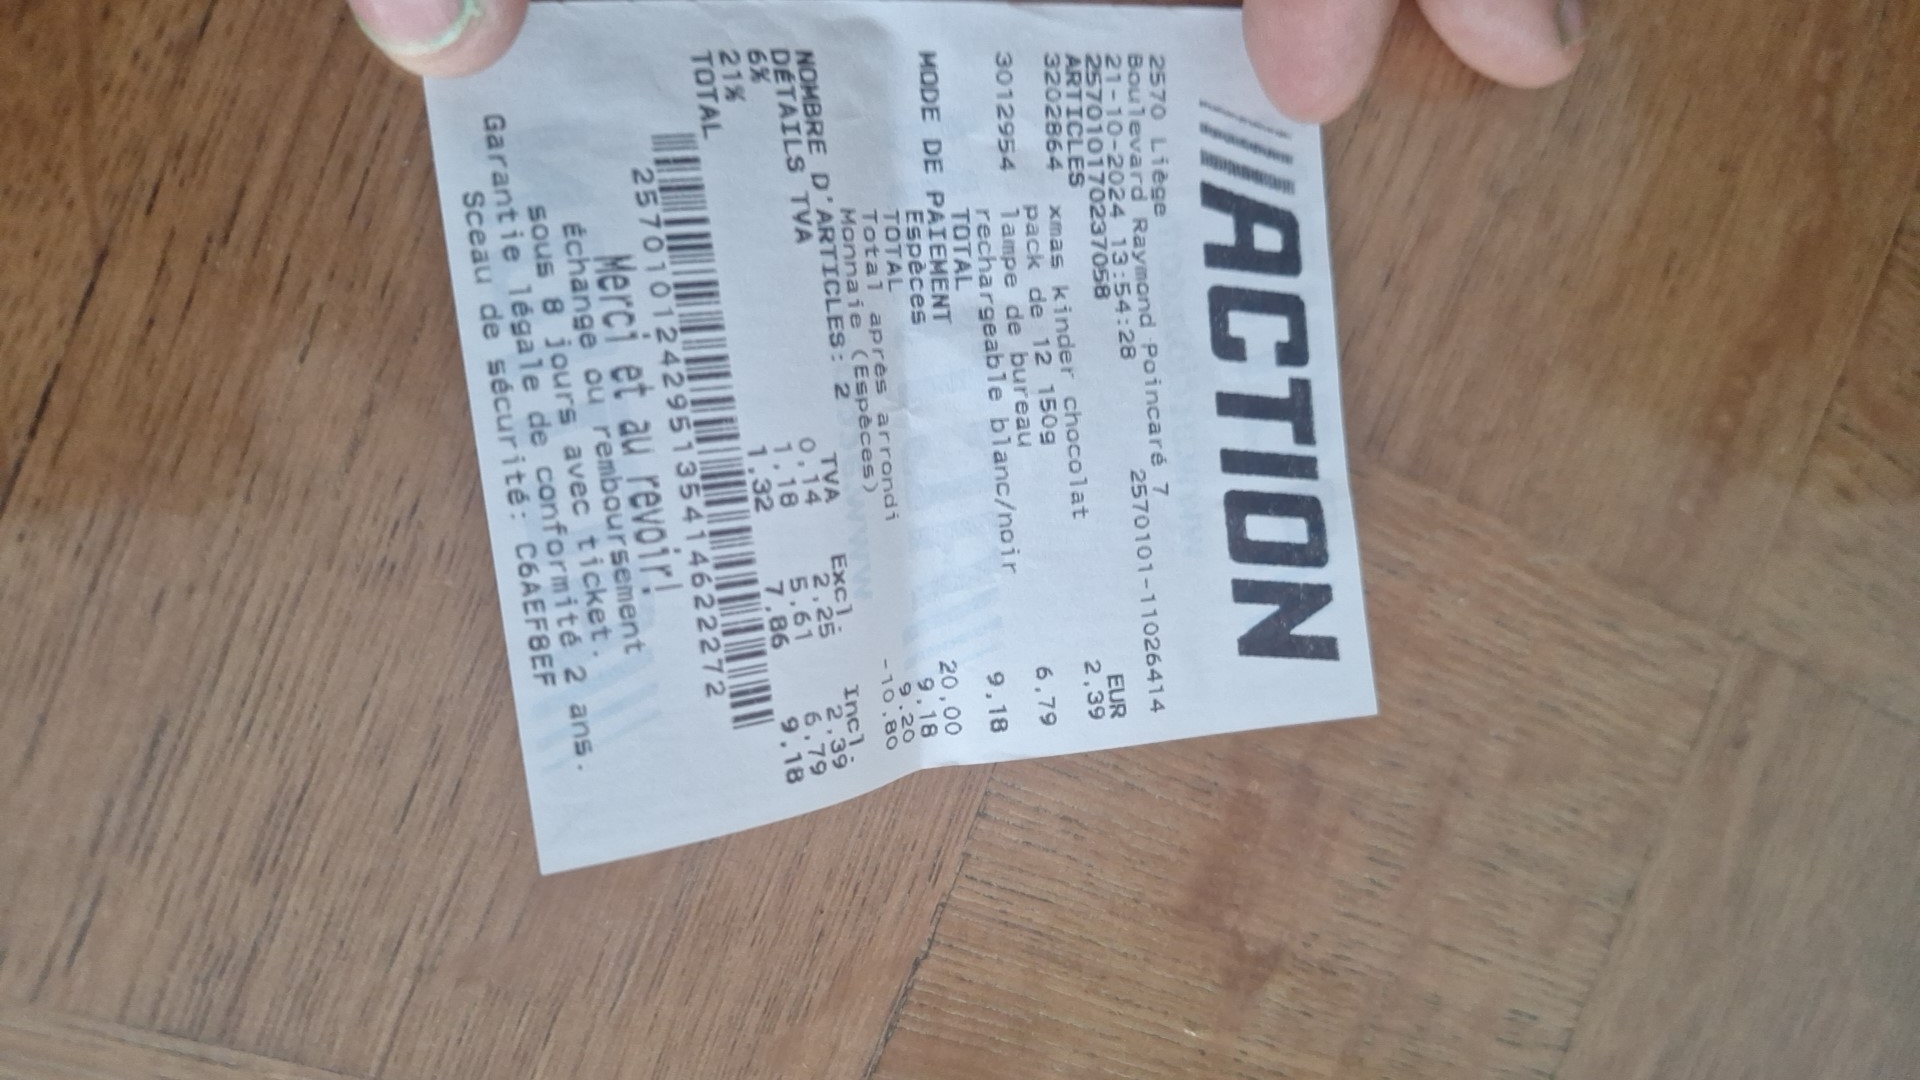 ACTION
2570 Liège
Boulevard Raymond Poincaré 7
21-10-2024 13:54:28 2570101-11026414
2570101170237058
ARTICLES EUR
3202864 xmas kinder chocolat 2,39
pack de 12 150g
3012954 lampe de bureau 6,79
rechargeable blanc/noir
TOTAL 9,18
MODE DE PAIEMENT
Espèces 20,00
TOTAL 9,18
Total après arrondi 9,20
Monnaie (Espèces) -10,80
NOMBRE D'ARTICLES: 2
DÉTAILS TVA TVA Excl. Incl.
6% 0,14 2,25 2,39
21% 1,18 5,61 6,79
TOTAL 1,32 7,86 9,18
2570110124295135414622272
Merci et au revoir!
Échange ou remboursement
sous 8 jours avec ticket.
Garantie légale de conformité 2 ans.
Sceau de sécurité: C6AEF8EF